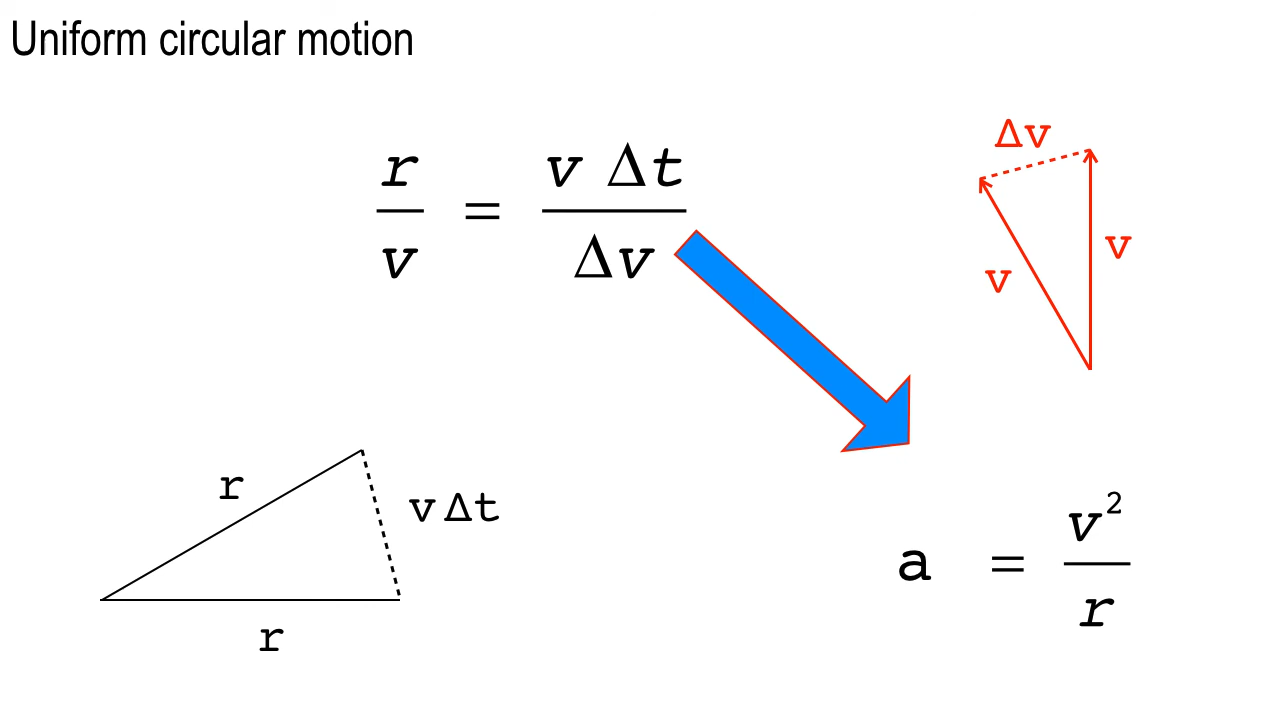 Uniform circular motion
r / v = v Δt / Δv
Δv
v
v
r
v Δt
r
a = v² / r